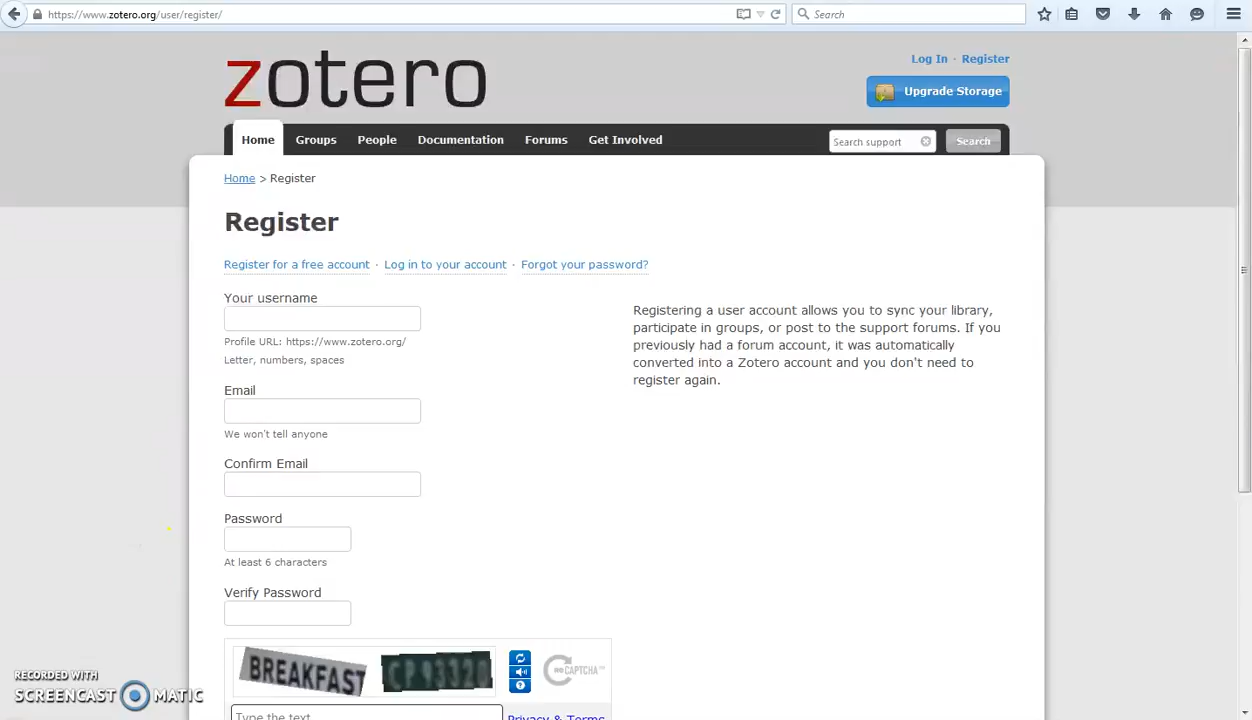 https://www.zotero.org/user/register/
Search
zotero
Log In · Register
Upgrade Storage
Home Groups People Documentation Forums Get Involved
Search support
Search
Home > Register
Register
Register for a free account · Log in to your account · Forgot your password?
Your username
Profile URL: https://www.zotero.org/
Letter, numbers, spaces
Email
We won't tell anyone
Confirm Email
Password
At least 6 characters
Verify Password
Registering a user account allows you to sync your library,
participate in groups, or post to the support forums. If you
previously had a forum account, it was automatically
converted into a Zotero account and you don't need to
register again.
BREAKFAST CP93320
reCAPTCHA™
Type the text
Privacy & Terms
RECORDED WITH
SCREENCAST MATIC